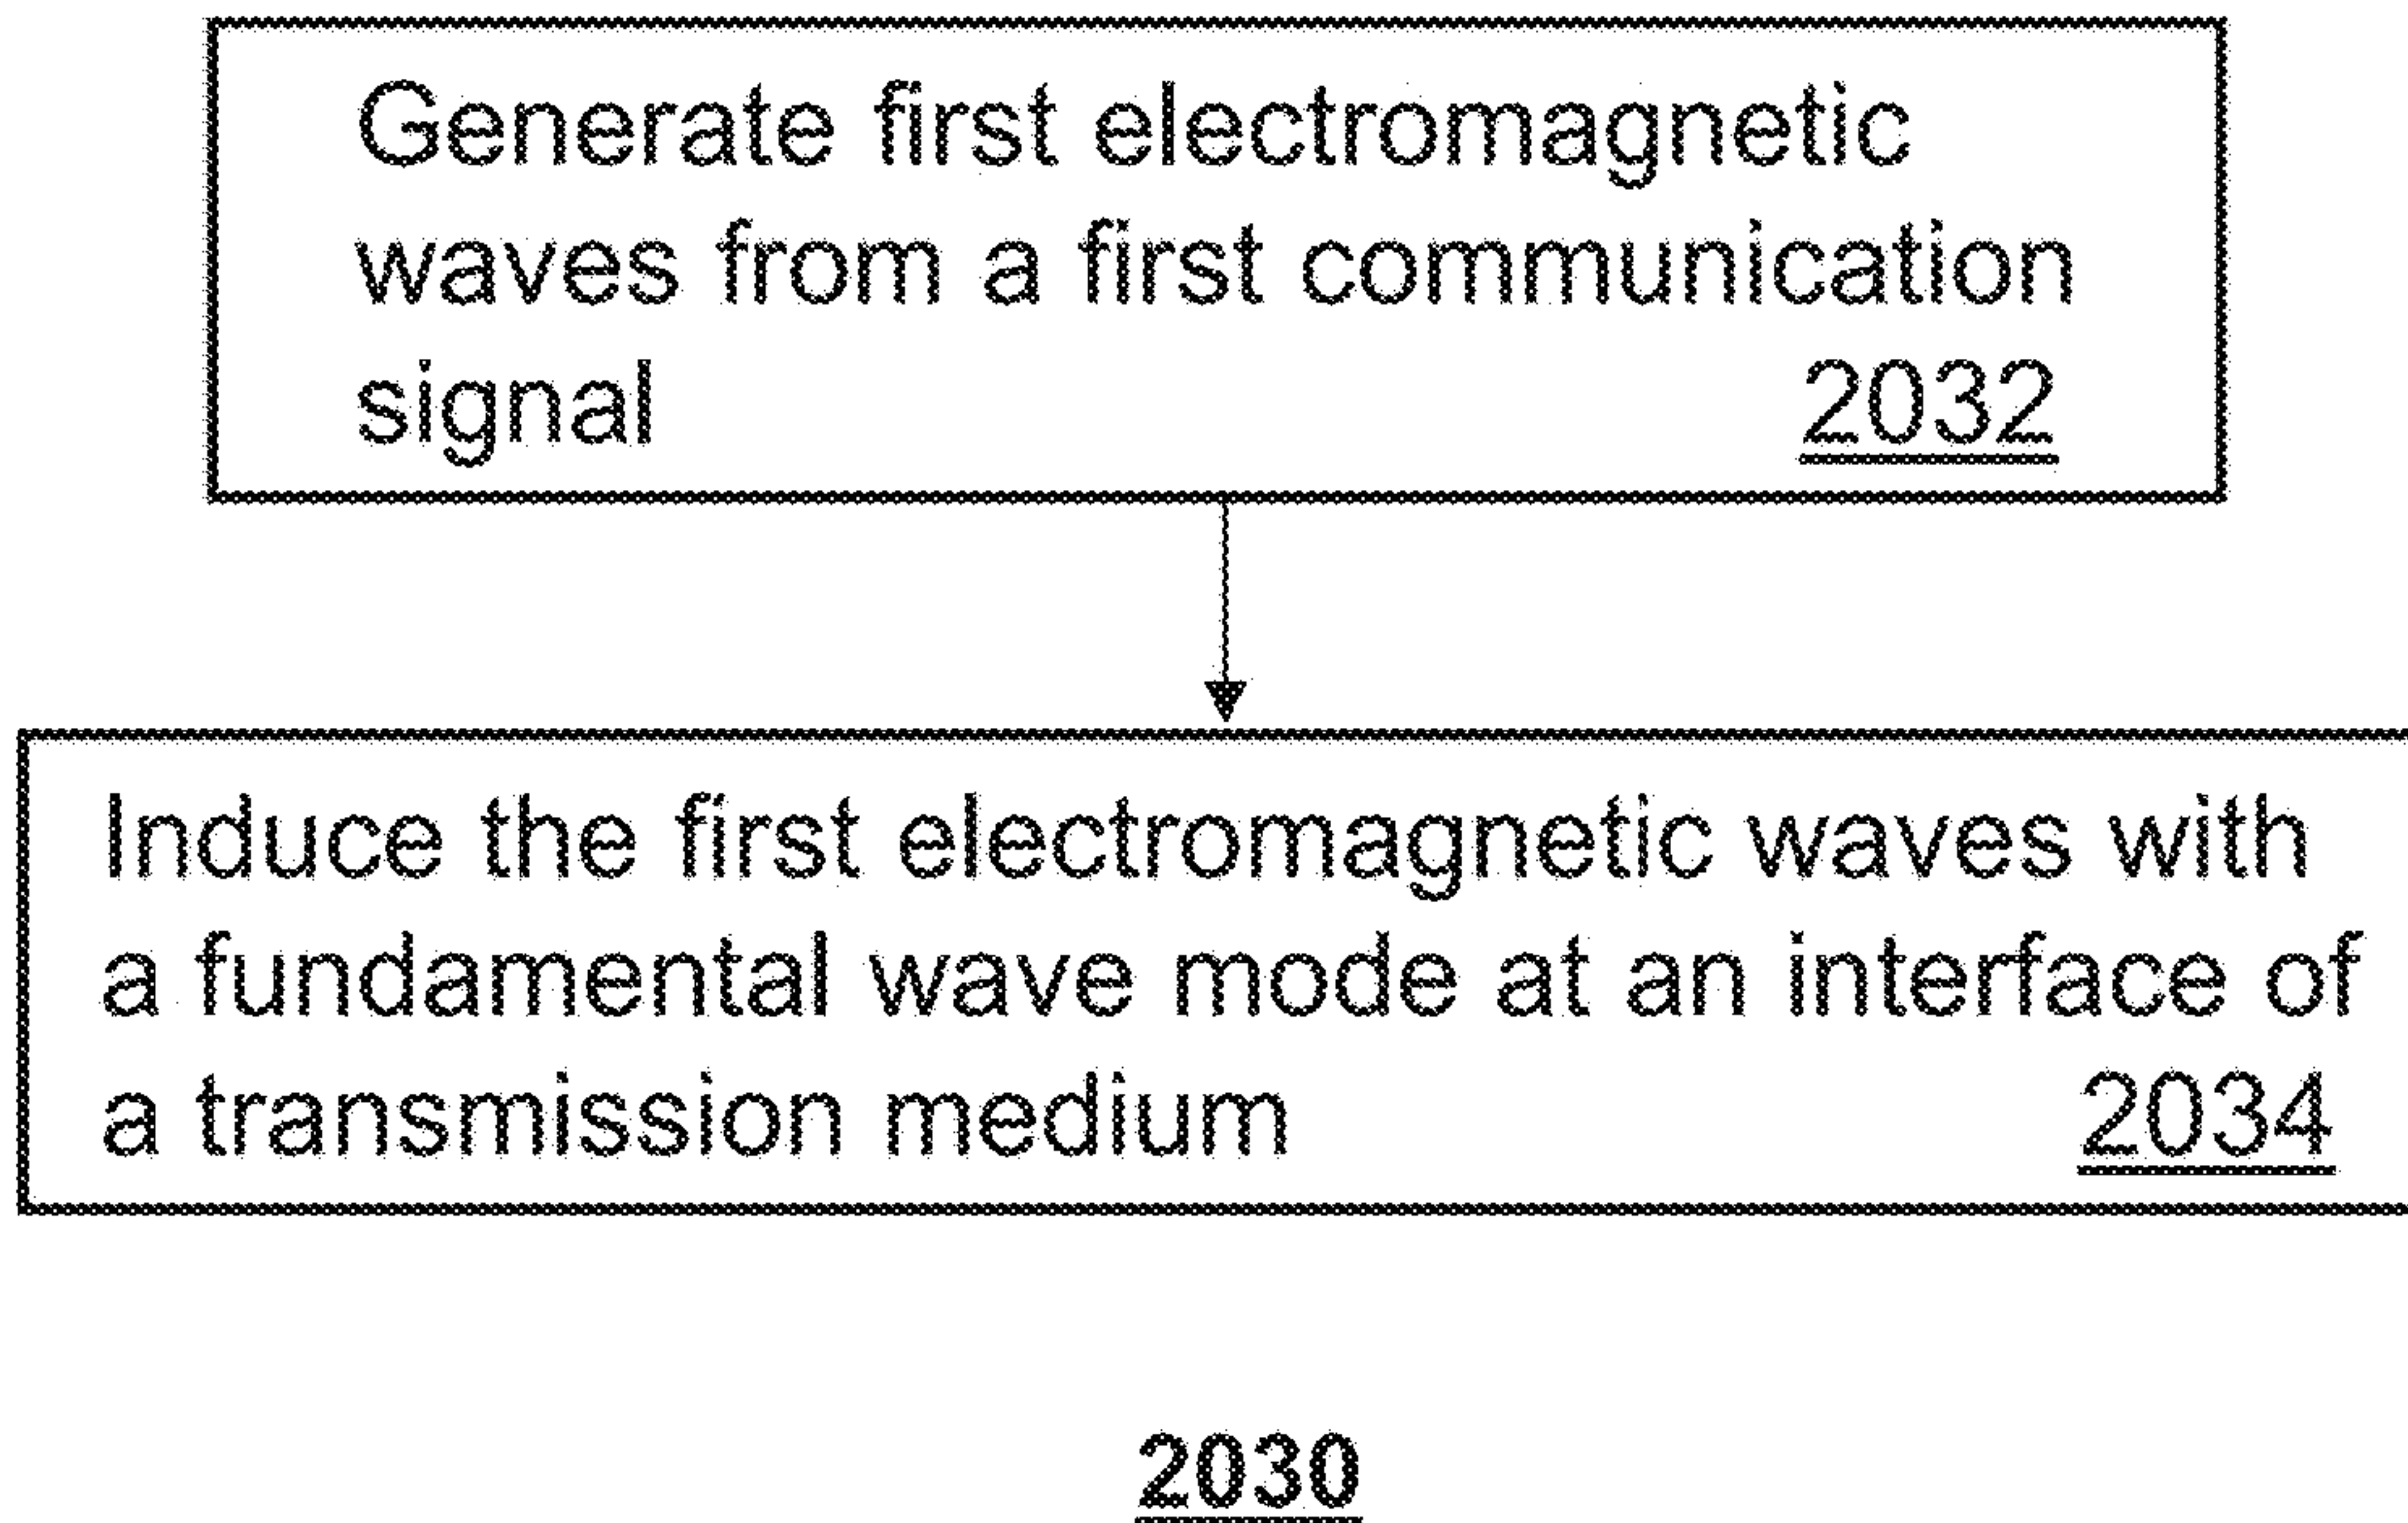 Generate first electromagnetic
waves from a first communication
signal 2032
Induce the first electromagnetic waves with
a fundamental wave mode at an interface of
a transmission medium 2034
2030